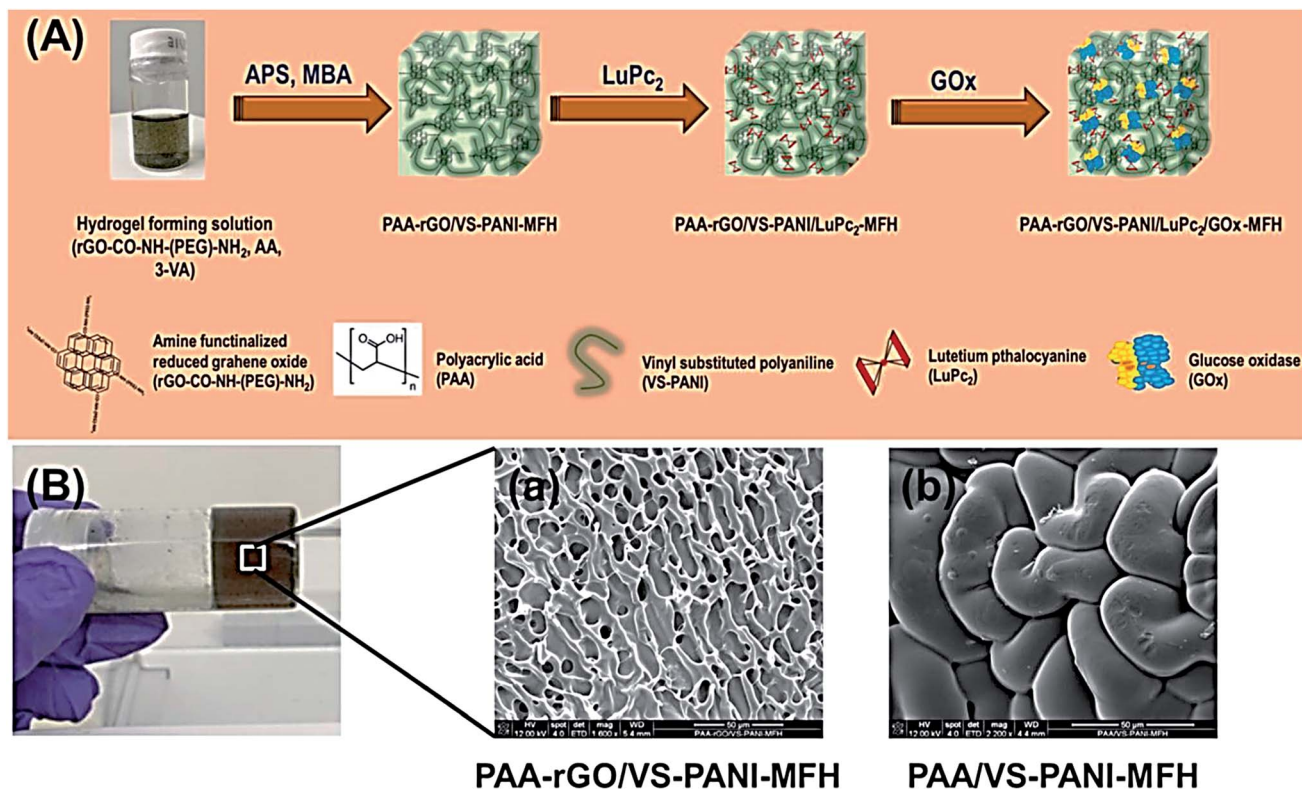 (A)
APS, MBA
LuPc₂
GOx
Hydrogel forming solution
(rGO-CO-NH-(PEG)-NH₂, AA,
3-VA)
PAA-rGO/VS-PANI-MFH
PAA-rGO/VS-PANI/LuPc₂-MFH
PAA-rGO/VS-PANI/LuPc₂/GOx-MFH
Amine functinalized
reduced grahene oxide
(rGO-CO-NH-(PEG)-NH₂)
O
OH
n
Polyacrylic acid
(PAA)
Vinyl substituted polyaniline
(VS-PANI)
Lutetium pthalocyanine
(LuPc₂)
Glucose oxidase
(GOx)
(B)
(a)
HV spot det mag WD 50 µm
12.00 kV 4.0 ETD 1 600 x 5.4 mm PAA-rGO/VS-PANI-MFH
(b)
HV spot det mag WD 50 µm
12.00 kV 4.0 ETD 2 200 x 4.4 mm PAA/VS-PANI-MFH
PAA-rGO/VS-PANI-MFH
PAA/VS-PANI-MFH